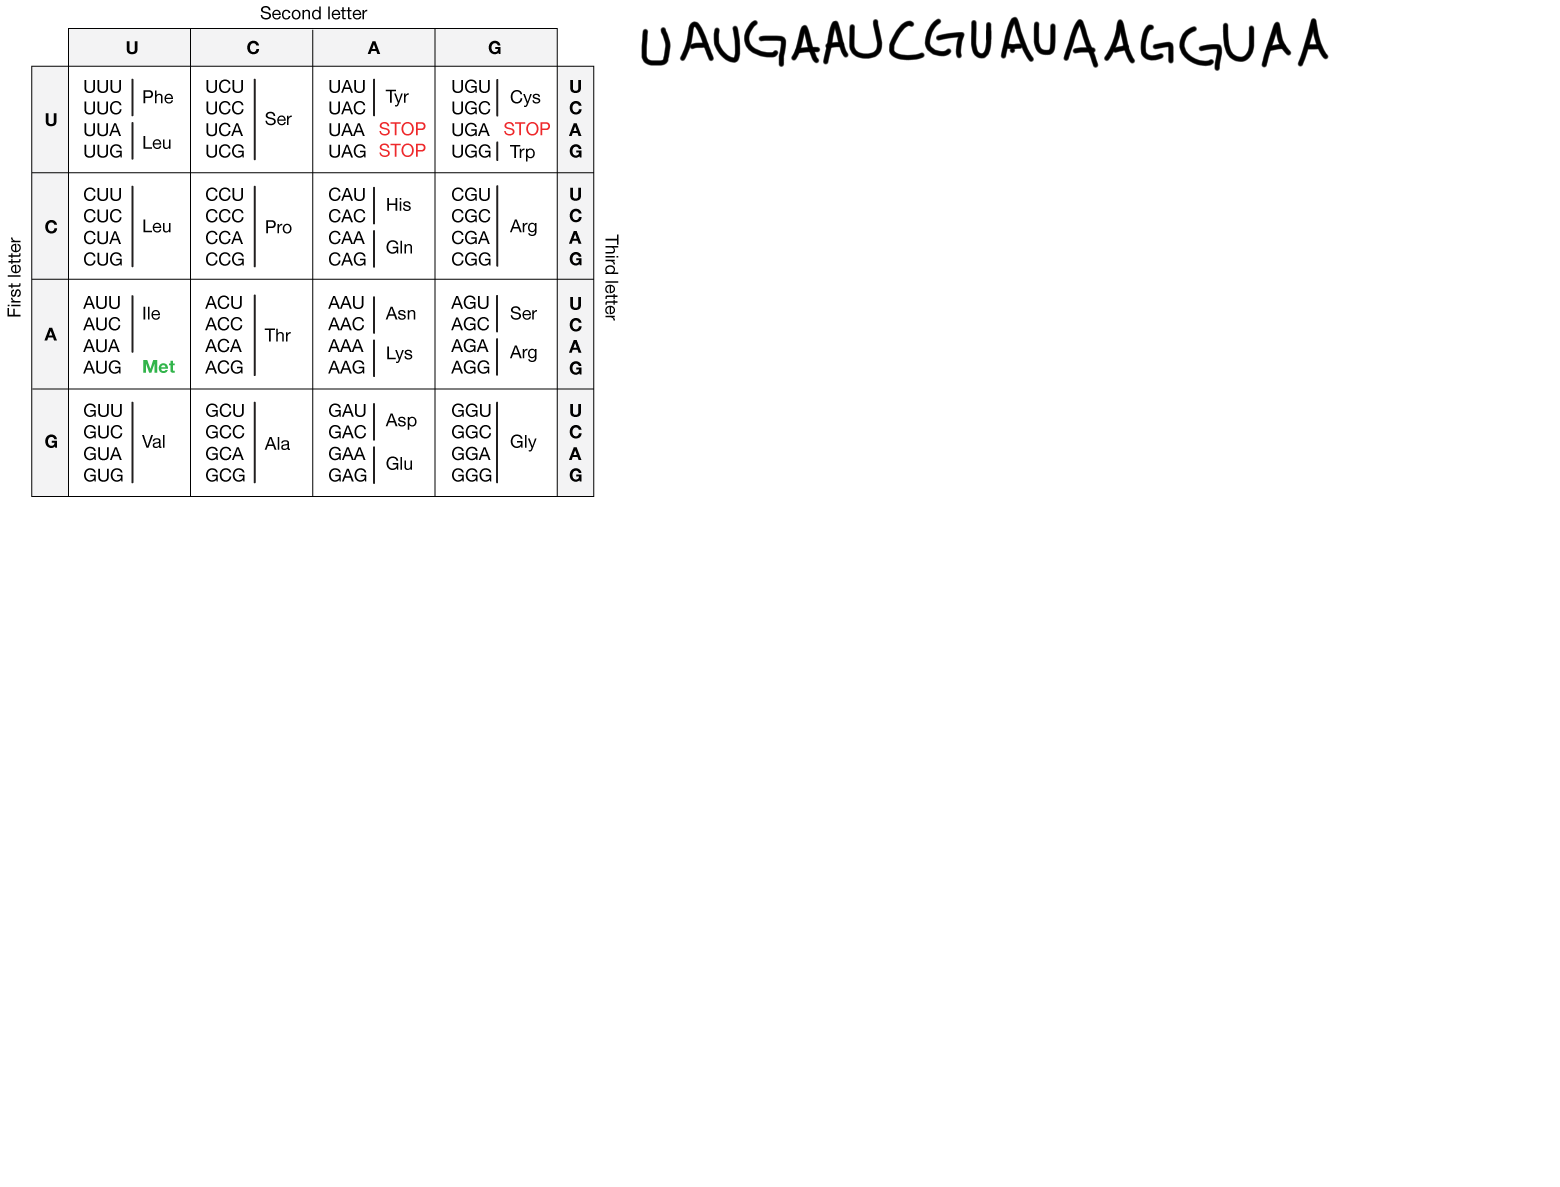 Second letter
UAUGAAUCGUAUAAGGUAA
U C A G
UUU UCU UAU UGU U
Phe Tyr Cys
UUC UCC UAC UGC C
U Ser
UUA UCA UAA STOP UGA STOP A
Leu
UUG UCG UAG STOP UGG Trp G
CUU CCU CAU CGU U
His
CUC CCC CAC CGC C
C Leu Pro Arg
CUA CCA CAA CGA A
Gln
CUG CCG CAG CGG G
First letter
Third letter
AUU ACU AAU AGU U
Ile Asn Ser
AUC ACC AAC AGC C
A Thr
AUA ACA AAA AGA A
Lys Arg
AUG Met ACG AAG AGG G
GUU GCU GAU GGU U
Asp
GUC GCC GAC GGC C
G Val Ala Gly
GUA GCA GAA GGA A
Glu
GUG GCG GAG GGG G